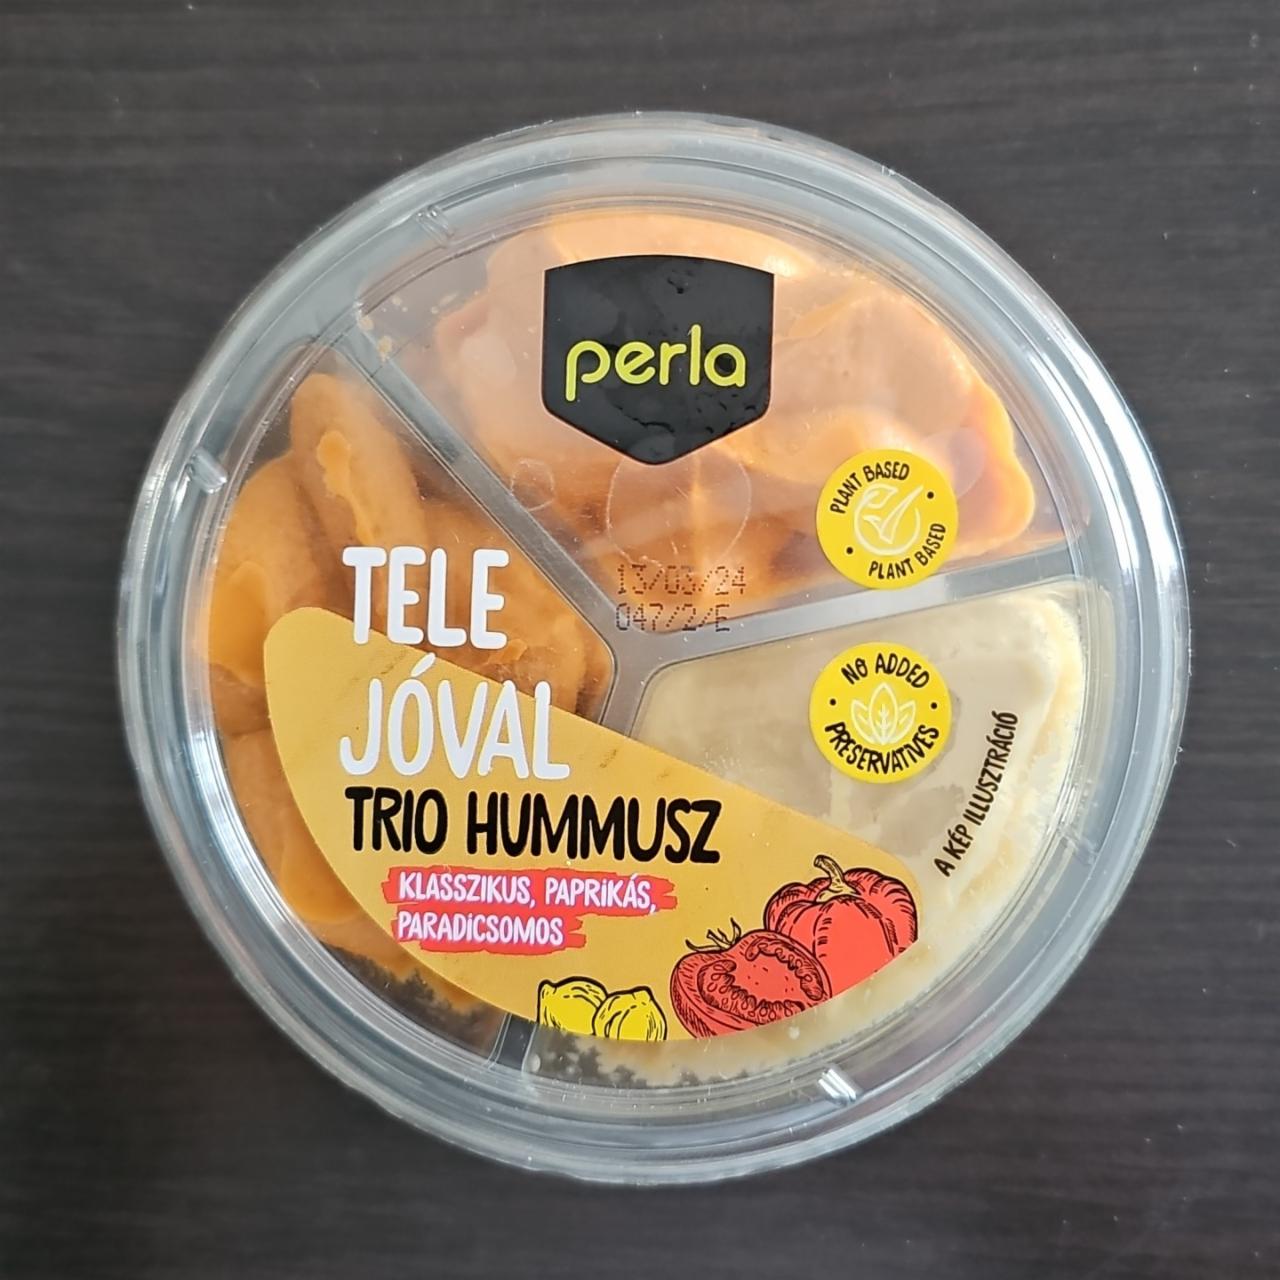 perla
PLANT BASED
PLANT BASED
13/03/24
047/2/E
TELE
JÓVAL
TRIO HUMMUSZ
KLASSZIKUS, PAPRIKÁS,
PARADICSOMOS
NO ADDED
PRESERVATIVES
A KÉP ILLUSZTRÁCIÓ